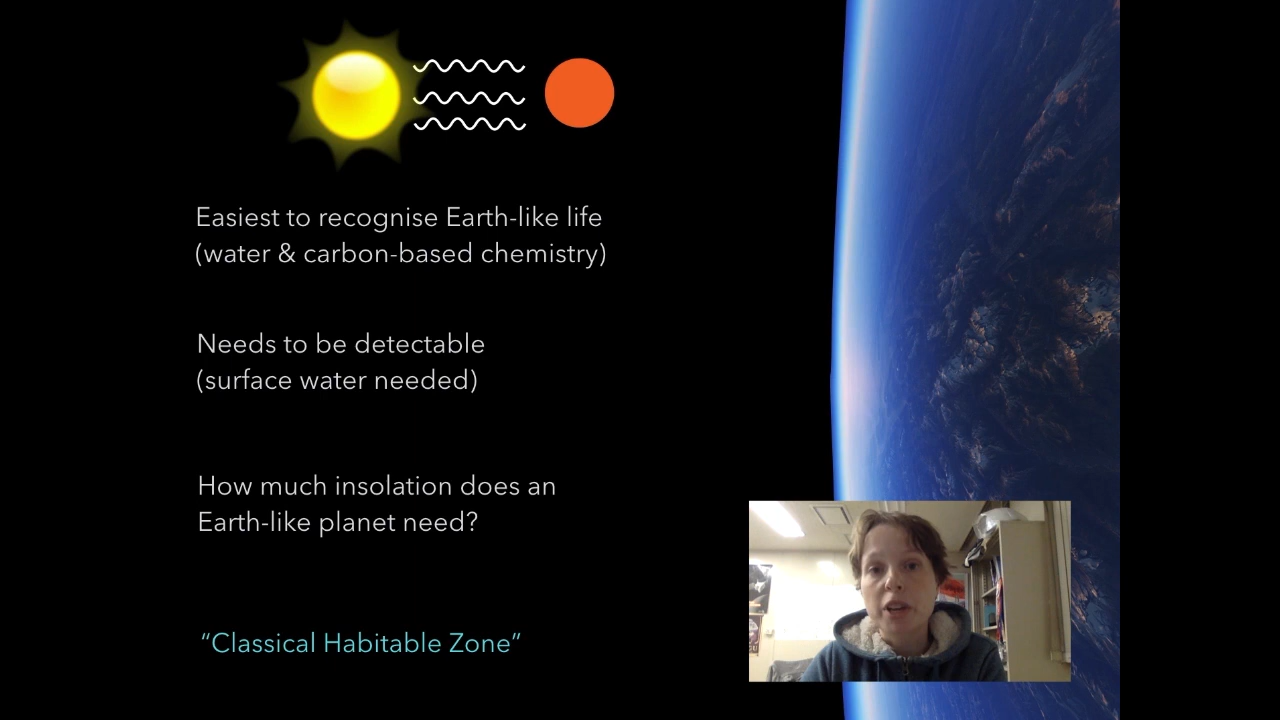 Easiest to recognise Earth-like life
(water & carbon-based chemistry)
Needs to be detectable
(surface water needed)
How much insolation does an
Earth-like planet need?
“Classical Habitable Zone”